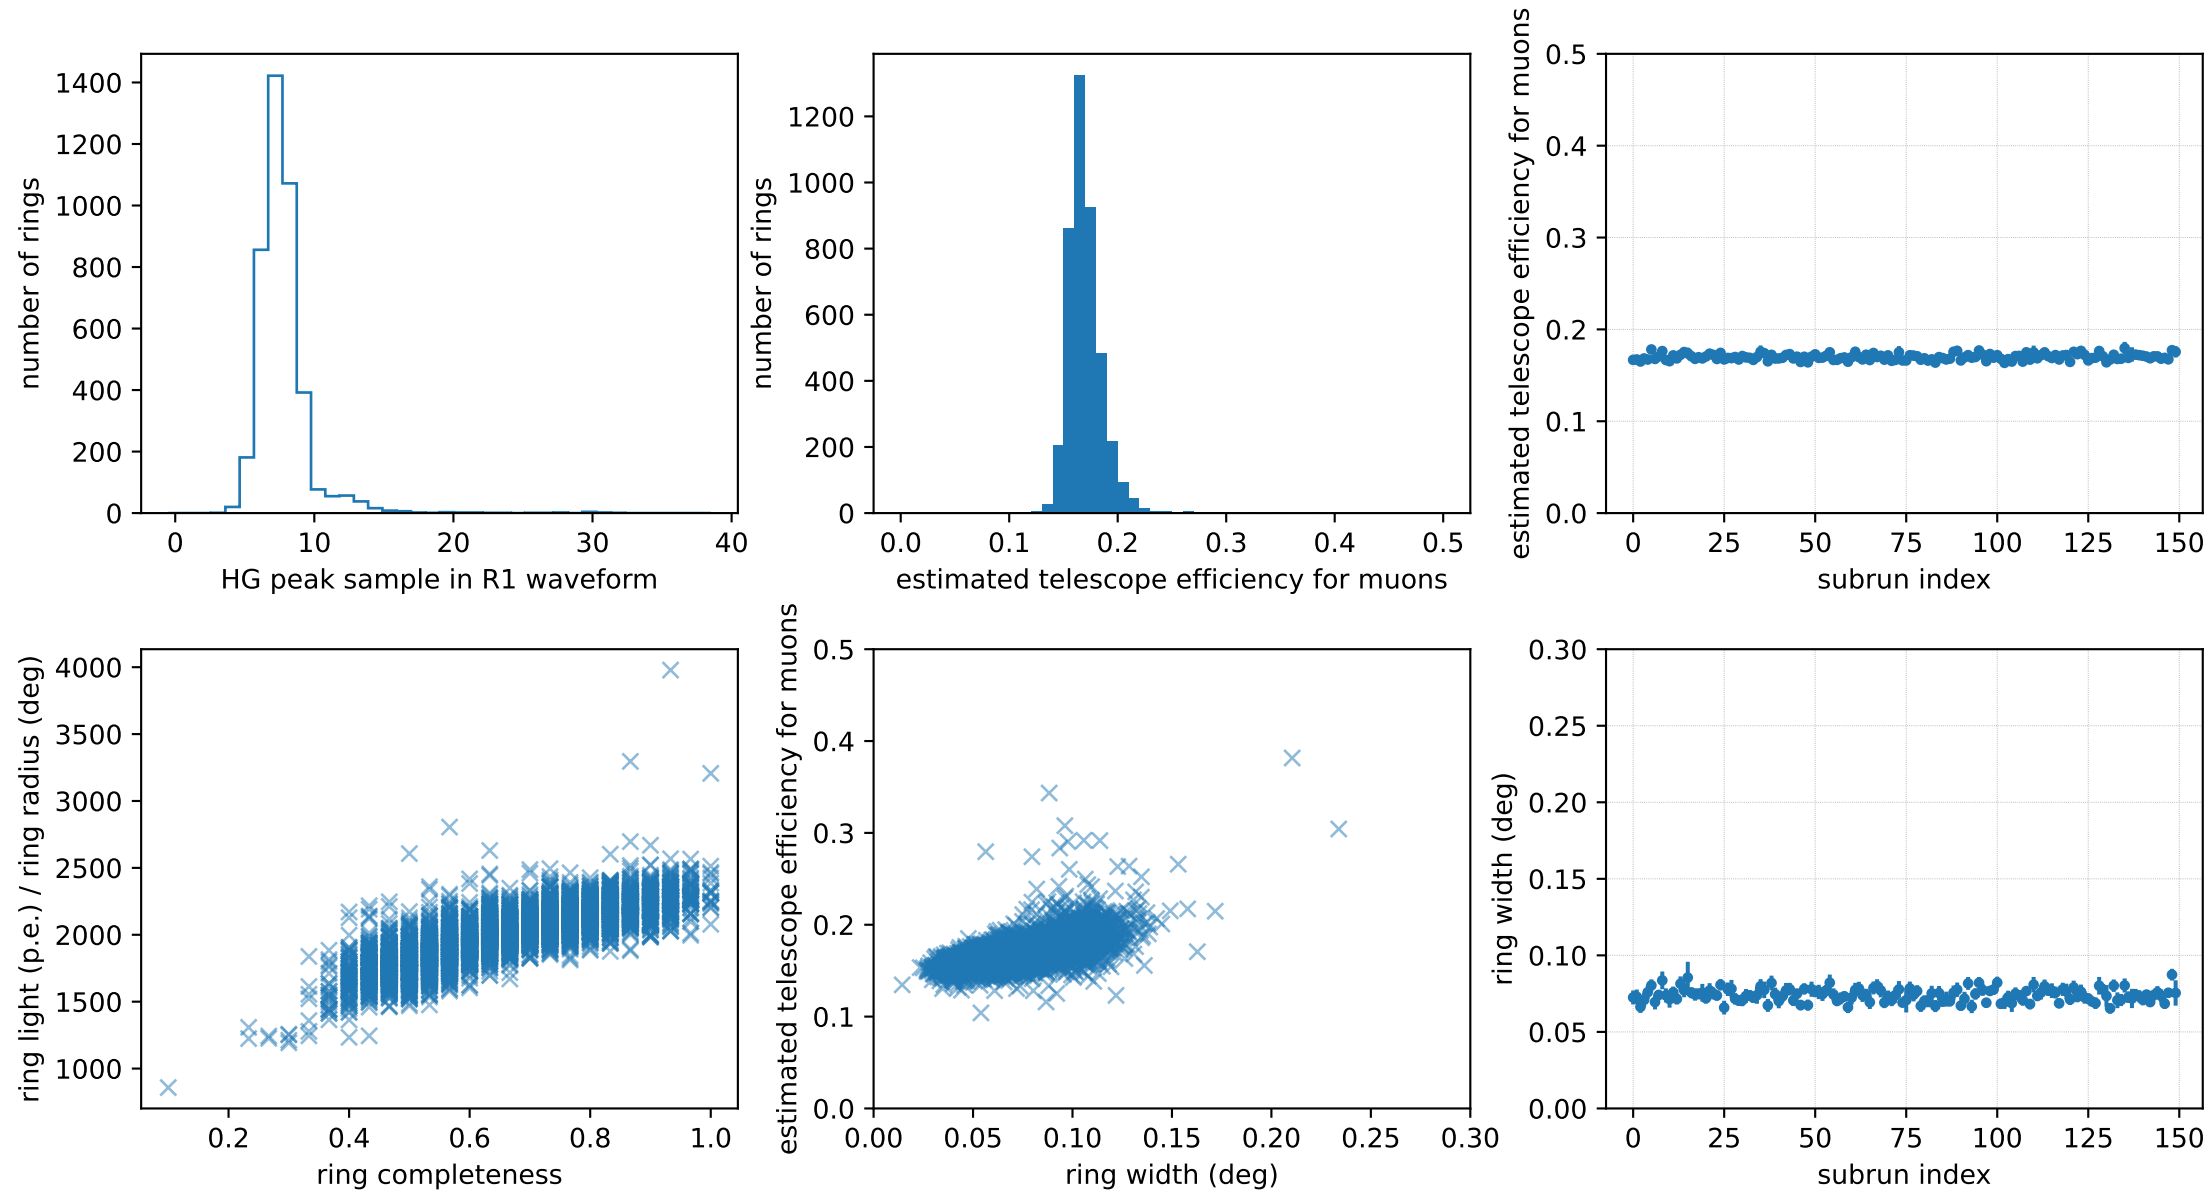 number of rings
1400
1200
1000
800
600
400
200
0
0 10 20 30 40
HG peak sample in R1 waveform
number of rings
1200
1000
800
600
400
200
0
0.0 0.1 0.2 0.3 0.4 0.5
estimated telescope efficiency for muons
estimated telescope efficiency for muons
0.5
0.4
0.3
0.2
0.1
0.0
0 25 50 75 100 125 150
subrun index
ring light (p.e.) / ring radius (deg)
4000
3500
3000
2500
2000
1500
1000
0.2 0.4 0.6 0.8 1.0
ring completeness
estimated telescope efficiency for muons
0.5
0.4
0.3
0.2
0.1
0.0
0.00 0.05 0.10 0.15 0.20 0.25 0.30
ring width (deg)
ring width (deg)
0.30
0.25
0.20
0.15
0.10
0.05
0.00
0 25 50 75 100 125 150
subrun index